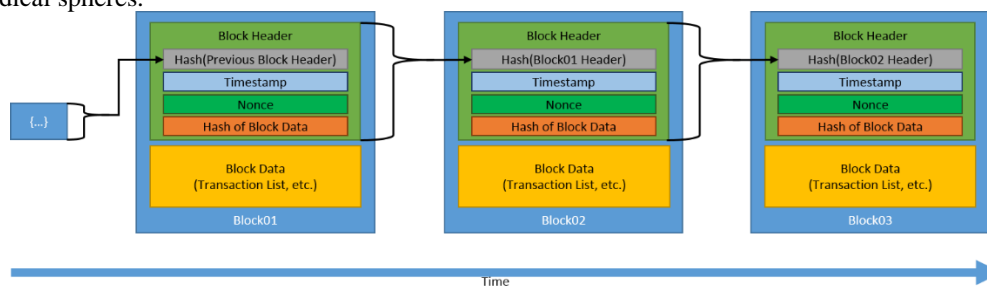 dical spheres.
Block Header
Hash(Previous Block Header)
Timestamp
Nonce
Hash of Block Data
Block Data
(Transaction List, etc.)
Block01
{...}
Block Header
Hash(Block01 Header)
Timestamp
Nonce
Hash of Block Data
Block Data
(Transaction List, etc.)
Block02
Block Header
Hash(Block02 Header)
Timestamp
Nonce
Hash of Block Data
Block Data
(Transaction List, etc.)
Block03
Time